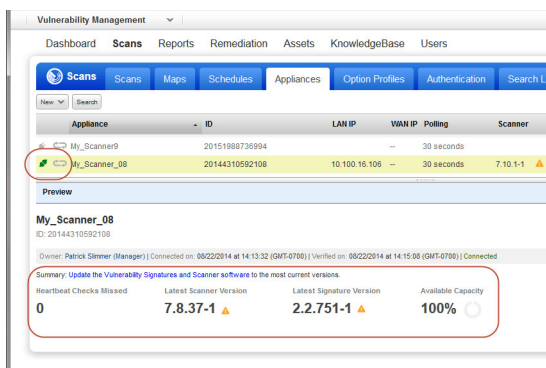 Vulnerability Management
Dashboard Scans Reports Remediation Assets KnowledgeBase Users
Scans Scans Maps Schedules Appliances Option Profiles Authentication Search L
New Search
Appliance ID LAN IP WAN IP Polling Scanner
My_Scanner9 20151988736994 -- 30 seconds
My_Scanner_08 20144310592108 10.100.16.106 -- 30 seconds 7.10.1-1
Preview
My_Scanner_08
ID: 20144310592108
Owner: Patrick Slimmer (Manager) | Connected on: 08/22/2014 at 14:13:32 (GMT-0700) | Verified on: 08/22/2014 at 14:15:08 (GMT-0700) | Connected
Summary: Update the Vulnerability Signatures and Scanner software to the most current versions.
Heartbeat Checks Missed Latest Scanner Version Latest Signature Version Available Capacity
0 7.8.37-1 2.2.751-1 100%